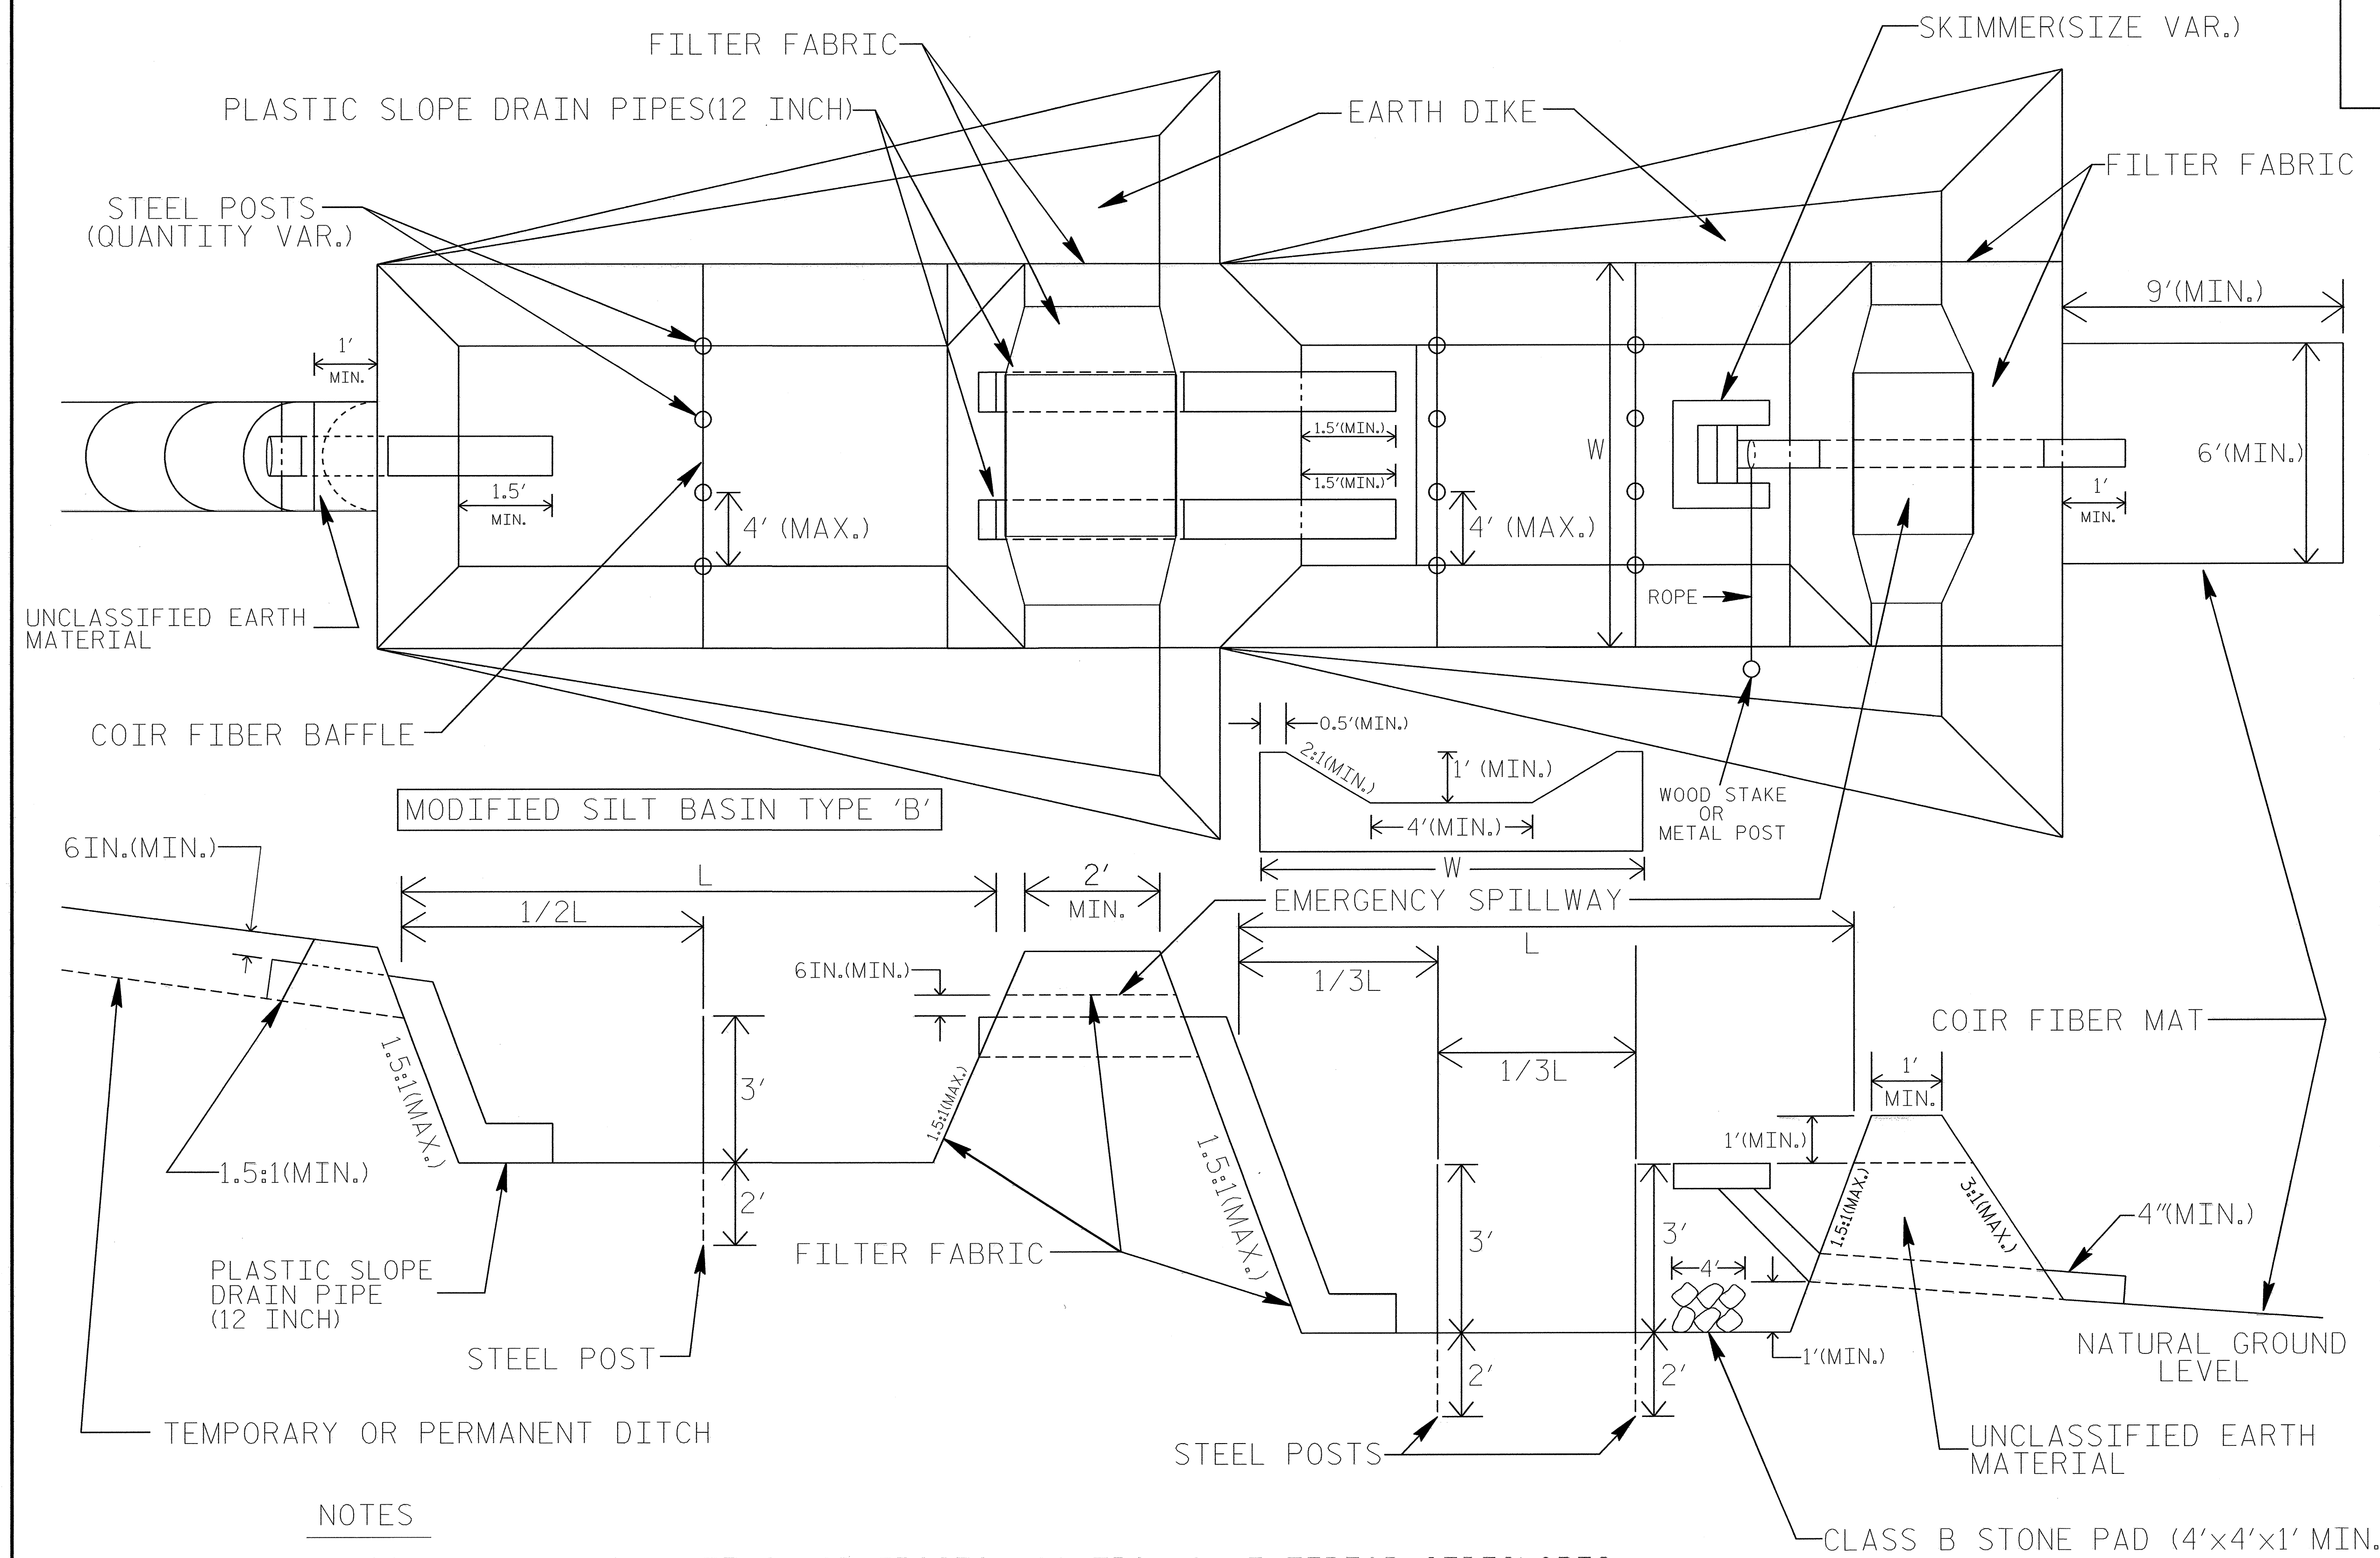 SKIMMER(SIZE VAR.)
FILTER FABRIC
PLASTIC SLOPE DRAIN PIPES(12 INCH)
EARTH DIKE
FILTER FABRIC
STEEL POSTS
(QUANTITY VAR.)
9'(MIN.)
1'
MIN.
1.5'(MIN.)
W
6'(MIN.)
1.5'
MIN.
1.5'(MIN.)
1'
MIN.
4' (MAX.)
4' (MAX.)
ROPE
UNCLASSIFIED EARTH
MATERIAL
COIR FIBER BAFFLE
0.5'(MIN.)
2:1(MIN.)
1' (MIN.)
4'(MIN.)
W
WOOD STAKE
OR
METAL POST
MODIFIED SILT BASIN TYPE 'B'
6IN.(MIN.)
L
2'
MIN.
1/2L
EMERGENCY SPILLWAY
L
6IN.(MIN.)
1/3L
COIR FIBER MAT
1.5:1(MAX.)
3'
1.5:1(MAX.)
1/3L
1'
MIN.
1'(MIN.)
1.5:1(MIN.)
1.5:1(MAX.)
2'
1.5:1(MAX.)
3:1(MAX.)
4"(MIN.)
3'
3'
FILTER FABRIC
4'
PLASTIC SLOPE
DRAIN PIPE
(12 INCH)
STEEL POST
1'(MIN.)
NATURAL GROUND
LEVEL
2'
2'
TEMPORARY OR PERMANENT DITCH
STEEL POSTS
UNCLASSIFIED EARTH
MATERIAL
NOTES
CLASS B STONE PAD (4'x4'x1' MIN.